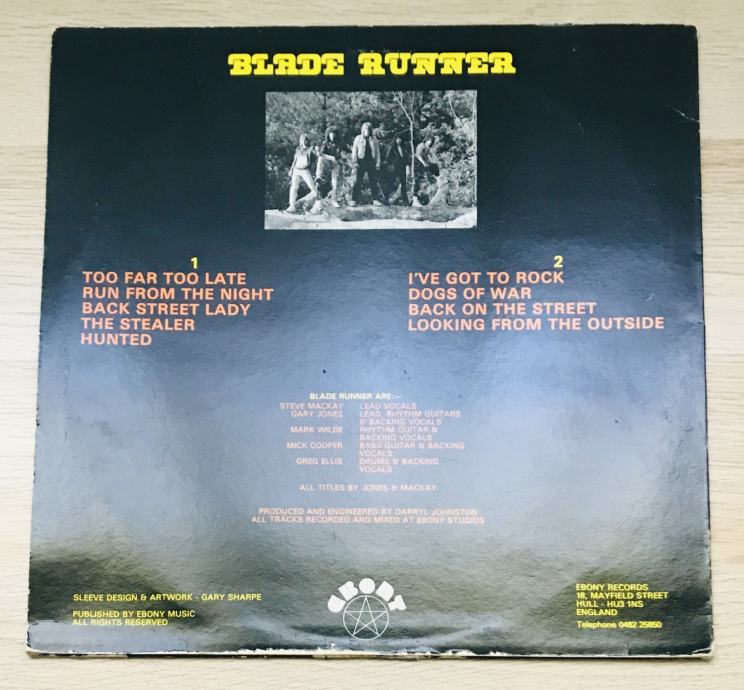 BLADE RUNNER
1
TOO FAR TOO LATE
RUN FROM THE NIGHT
BACK STREET LADY
THE STEALER
HUNTED
2
I'VE GOT TO ROCK
DOGS OF WAR
BACK ON THE STREET
LOOKING FROM THE OUTSIDE
BLADE RUNNER ARE:—
STEVE MACKAY LEAD VOCALS
GARY JONES LEAD, RHYTHM GUITARS
& BACKING VOCALS
MARK WILDE RHYTHM GUITAR &
BACKING VOCALS
MICK COOPER BASS GUITAR & BACKING
VOCALS
GREG ELLIS DRUMS & BACKING
VOCALS
ALL TITLES BY JONES & MACKAY
PRODUCED AND ENGINEERED BY DARRYL JOHNSTON
ALL TRACKS RECORDED AND MIXED AT EBONY STUDIOS
SLEEVE DESIGN & ARTWORK - GARY SHARPE
PUBLISHED BY EBONY MUSIC
ALL RIGHTS RESERVED
EBONY
EBONY RECORDS
18, MAYFIELD STREET
HULL - HU3 1NS
ENGLAND
Telephone 0482 25850